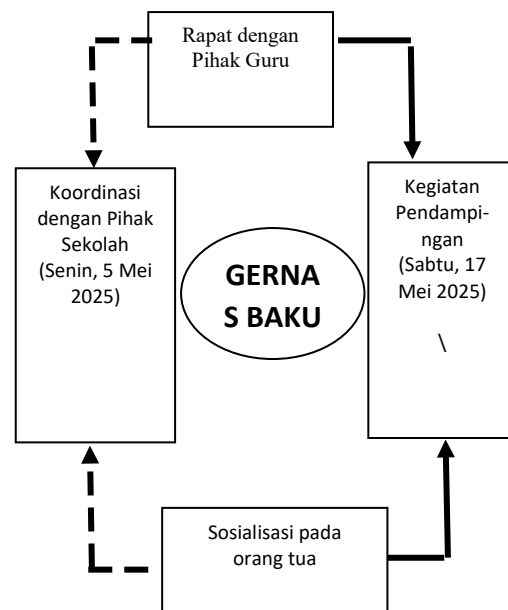 Rapat dengan
Pihak Guru
Koordinasi
dengan Pihak
Sekolah
(Senin, 5 Mei
2025)
GERNA
S BAKU
Kegiatan
Pendampi-
ngan
(Sabtu, 17
Mei 2025)
\
Sosialisasi pada
orang tua